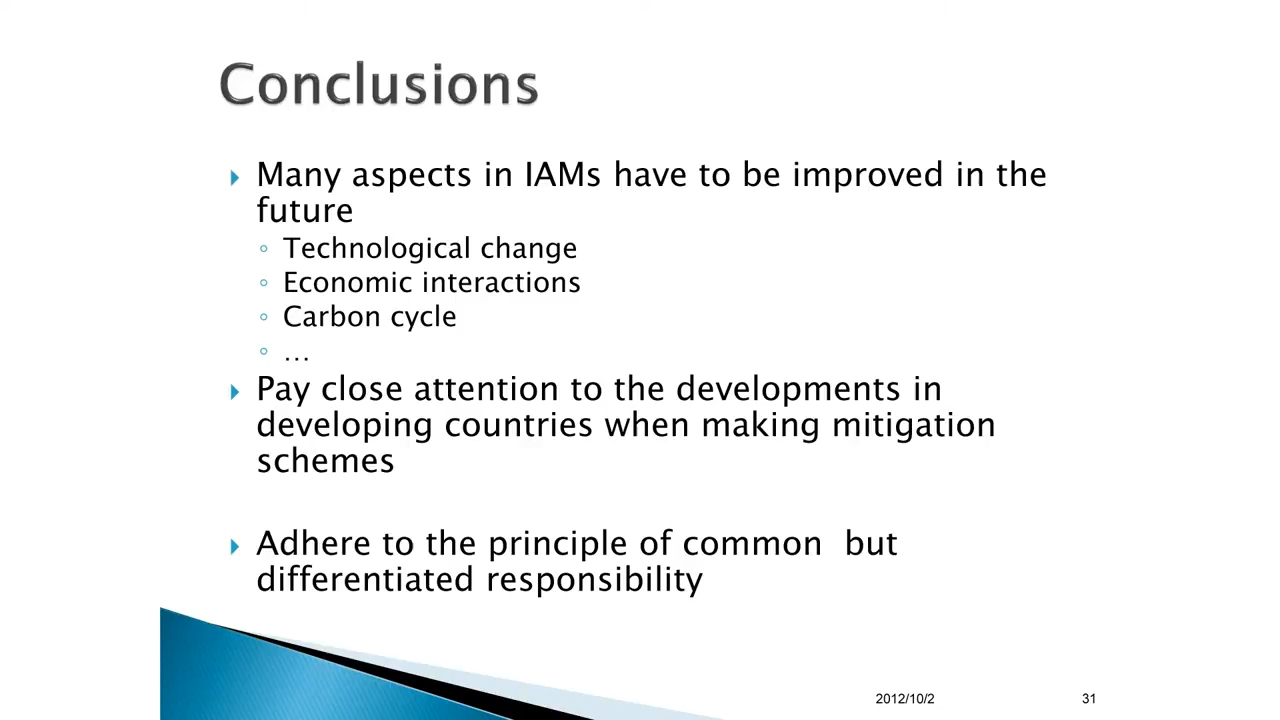 Conclusions
Many aspects in IAMs have to be improved in the
future
Technological change
Economic interactions
Carbon cycle
…
Pay close attention to the developments in
developing countries when making mitigation
schemes
Adhere to the principle of common  but
differentiated responsibility
2012/10/2
31